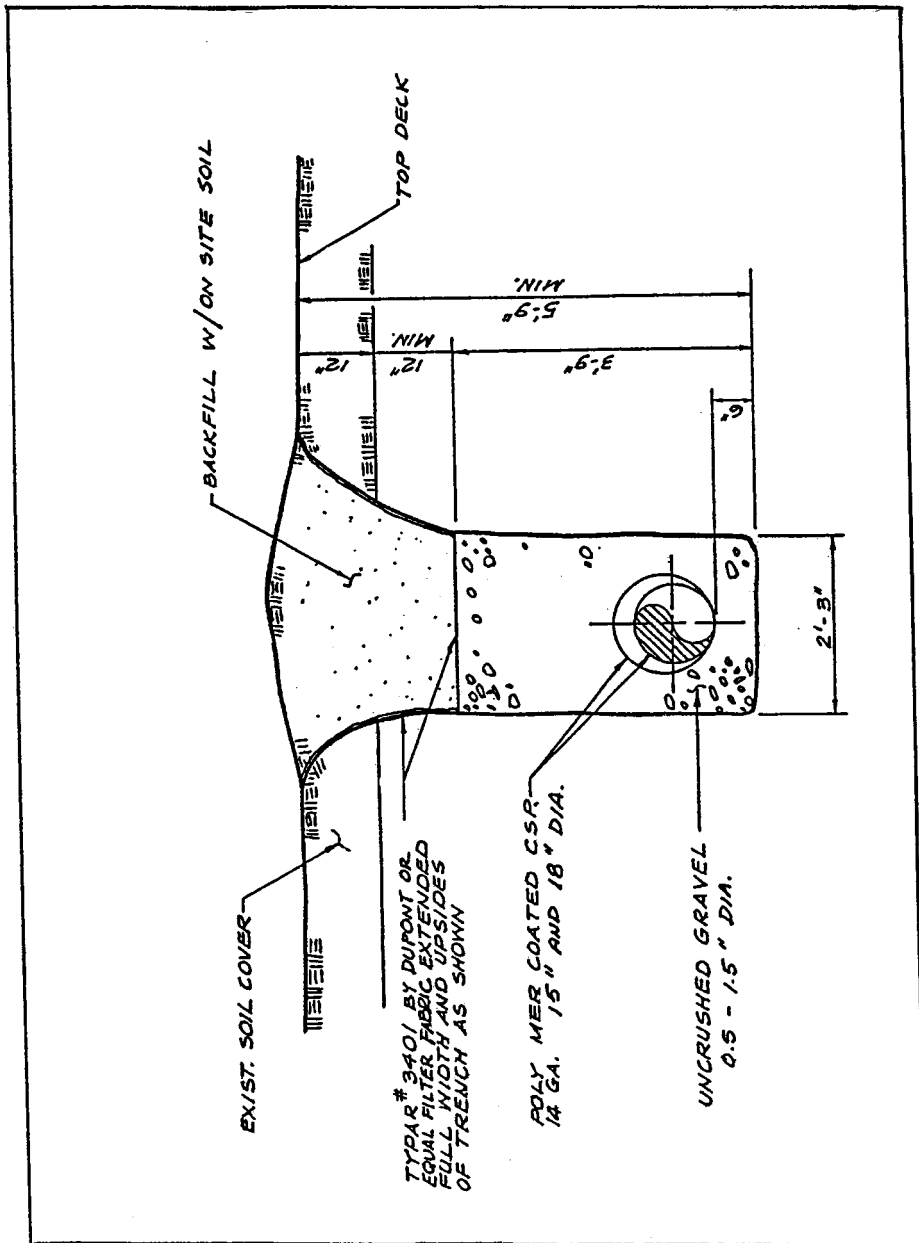 BACKFILL W/ON SITE SOIL
TOP DECK
EXIST. SOIL COVER
12"
12"
MIN.
5'-9"
MIN.
3'-9"
6"
2'-3"
TYPAR # 3401 BY DUPONT OR
EQUAL FILTER FABRIC EXTENDED
FULL WIDTH AND UPSIDES
OF TRENCH AS SHOWN
POLY MER COATED CSP.
14 GA. 15" AND 18" DIA.
UNCRUSHED GRAVEL
0.5 - 1.5" DIA.